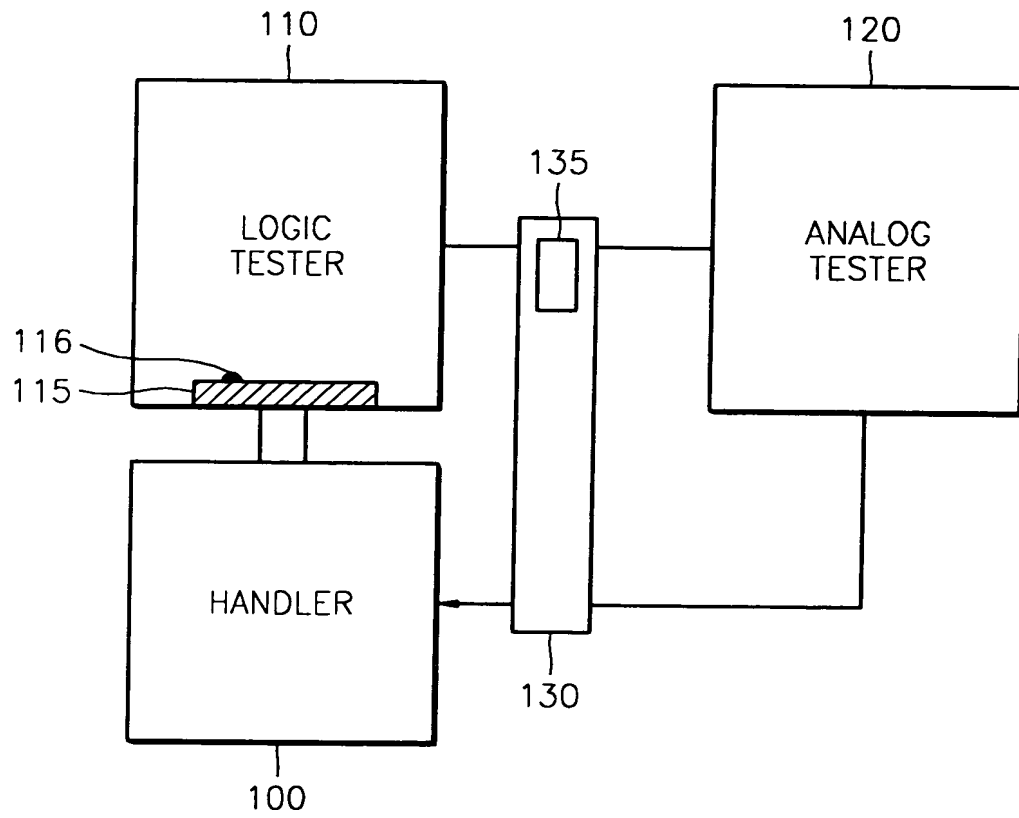 110
120
135
LOGIC
TESTER
ANALOG
TESTER
116
115
HANDLER
130
100